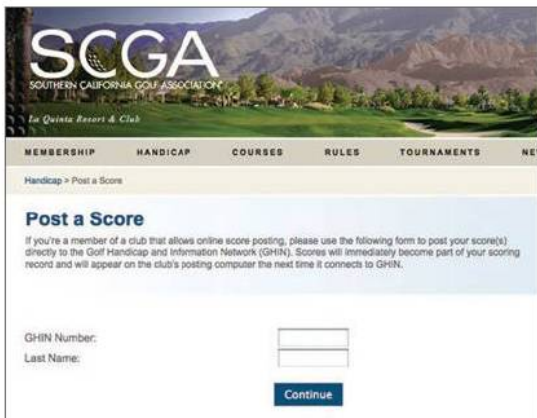 SCGA
SOUTHERN CALIFORNIA GOLF ASSOCIATION
La Quinta Resort & Club
MEMBERSHIP HANDICAP COURSES RULES TOURNAMENTS NE
Handicap > Post a Score
Post a Score
If you're a member of a club that allows online score posting, please use the following form to post your score(s)
directly to the Golf Handicap and Information Network (GHIN). Scores will immediately become part of your scoring
record and will appear on the club's posting computer the next time it connects to GHIN.
GHIN Number:
Last Name:
Continue